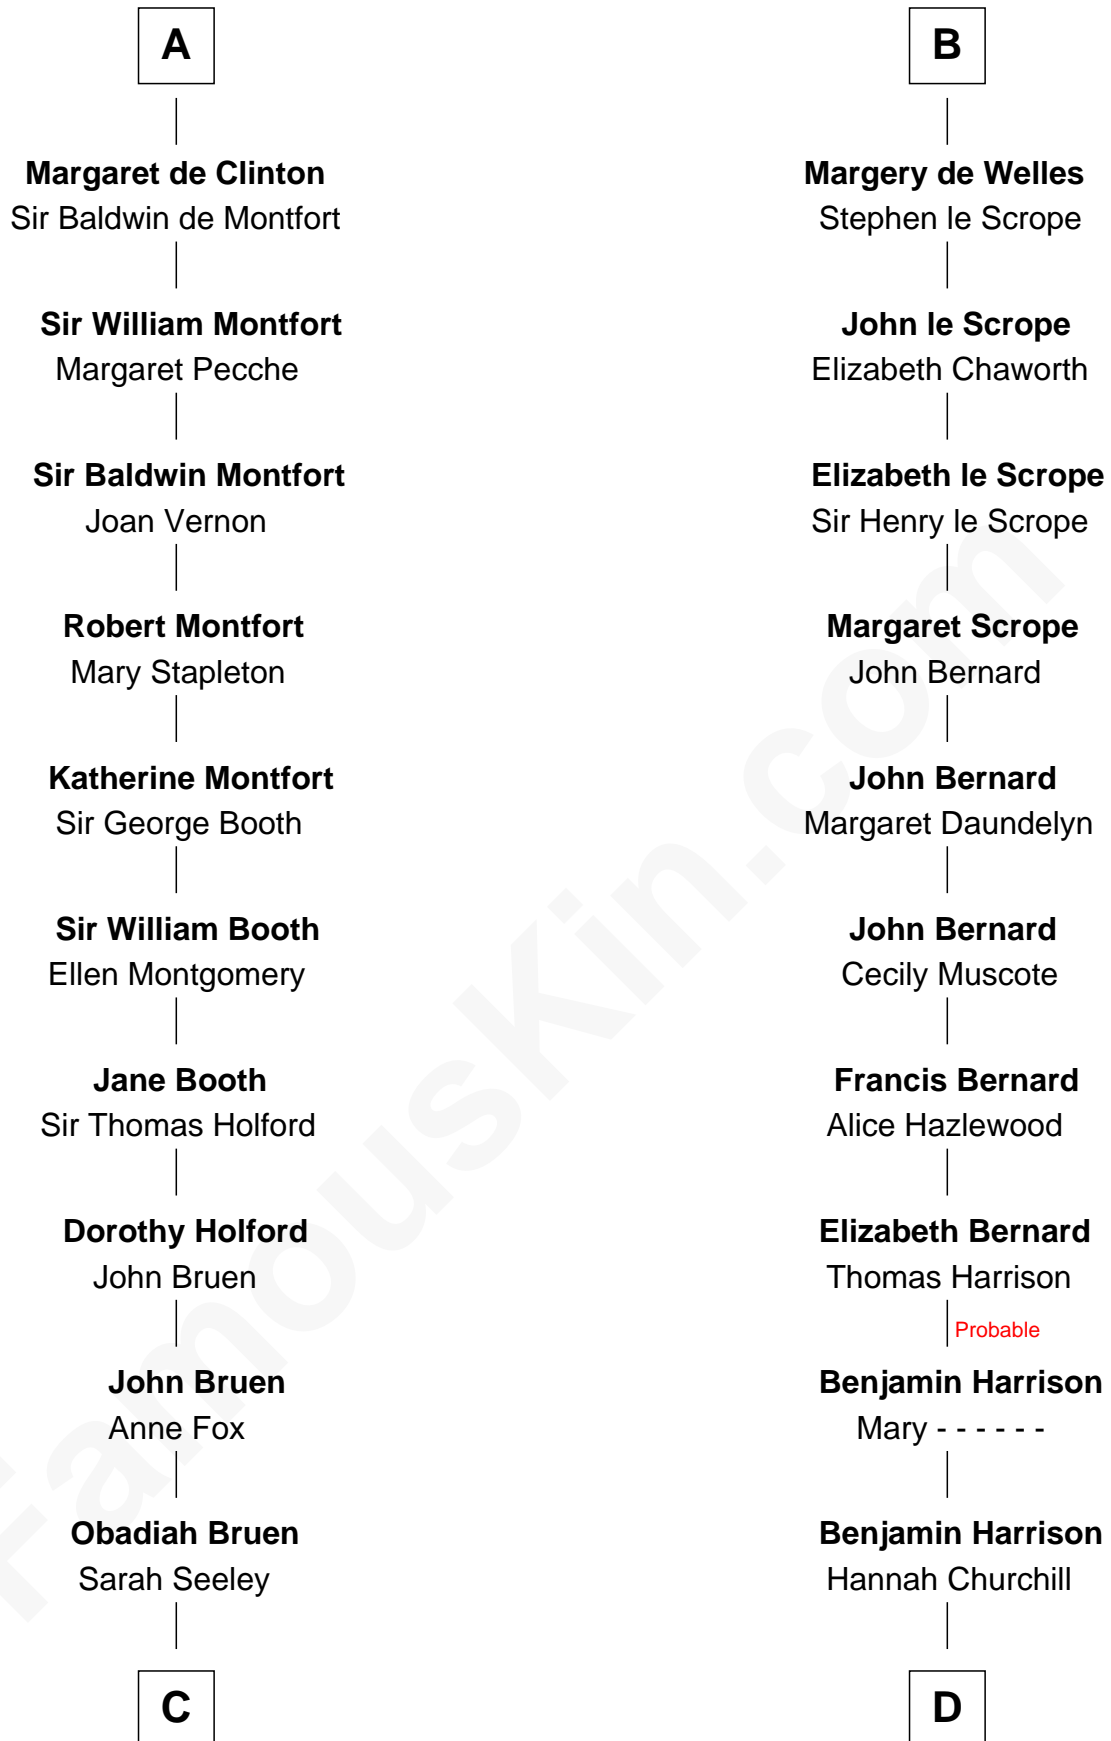 A
Margaret de Clinton
Sir Baldwin de Montfort
Sir William Montfort
Margaret Pecche
Sir Baldwin Montfort
Joan Vernon
Robert Montfort
Mary Stapleton
Katherine Montfort
Sir George Booth
Sir William Booth
Ellen Montgomery
Jane Booth
Sir Thomas Holford
Dorothy Holford
John Bruen
John Bruen
Anne Fox
Obadiah Bruen
Sarah Seeley
C
B
Margery de Welles
Stephen le Scrope
John le Scrope
Elizabeth Chaworth
Elizabeth le Scrope
Sir Henry le Scrope
Margaret Scrope
John Bernard
John Bernard
Margaret Daundelyn
John Bernard
Cecily Muscote
Francis Bernard
Alice Hazlewood
Elizabeth Bernard
Thomas Harrison
Probable
Benjamin Harrison
Mary - - - - - -
Benjamin Harrison
Hannah Churchill
D
FamousKin.com